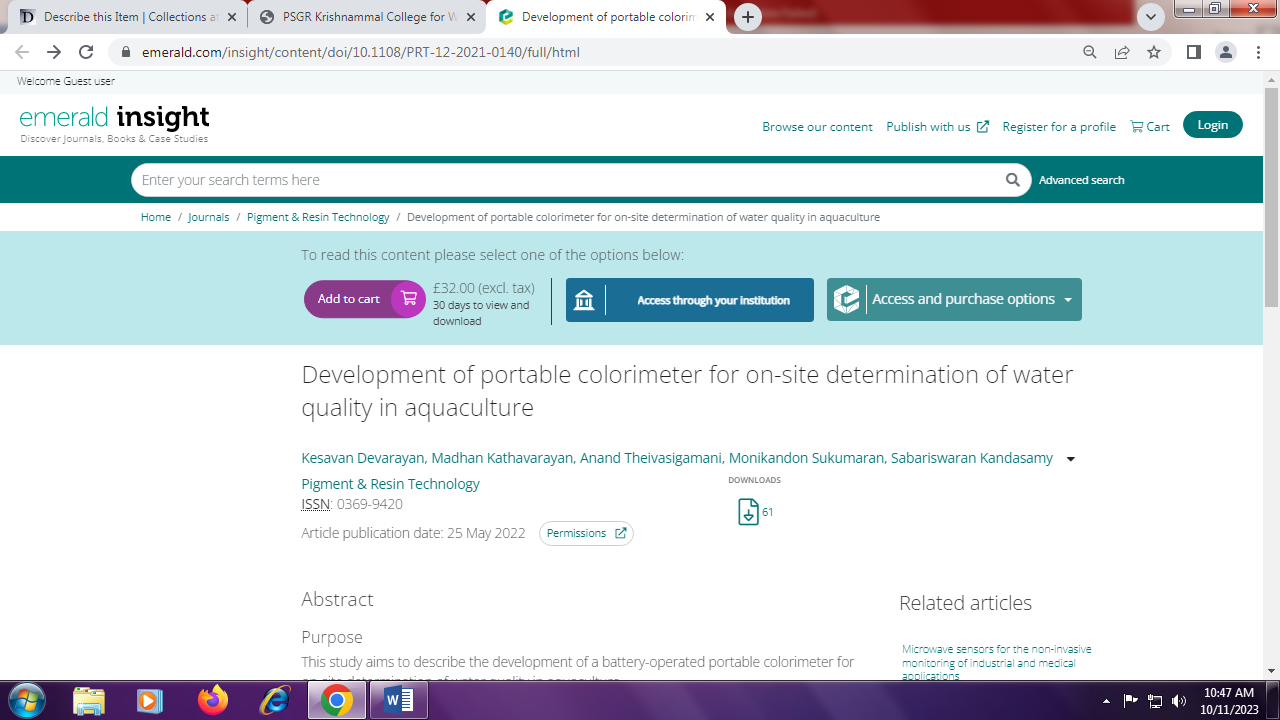 Describe this Item | Collections at
PSGR Krishnammal College for W
Development of portable colorim
emerald.com/insight/content/doi/10.1108/PRT-12-2021-0140/full/html
Welcome Guest user
emerald insight
Discover Journals, Books & Case Studies
Browse our content
Publish with us
Register for a profile
Cart
Login
Enter your search terms here
Advanced search
Home / Journals / Pigment & Resin Technology / Development of portable colorimeter for on-site determination of water quality in aquaculture
To read this content please select one of the options below:
Add to cart
£32.00 (excl. tax)
30 days to view and
download
Access through your institution
Access and purchase options
Development of portable colorimeter for on-site determination of water
quality in aquaculture
Kesavan Devarayan, Madhan Kathavarayan, Anand Theivasigamani, Monikandon Sukumaran, Sabariswaran Kandasamy
Pigment & Resin Technology
ISSN: 0369-9420
DOWNLOADS
61
Article publication date: 25 May 2022
Permissions
Abstract
Purpose
This study aims to describe the development of a battery-operated portable colorimeter for
on-site determination of water quality in aquaculture.
Related articles
Microwave sensors for the non-invasive
monitoring of industrial and medical
applications
10:47 AM
10/11/2023